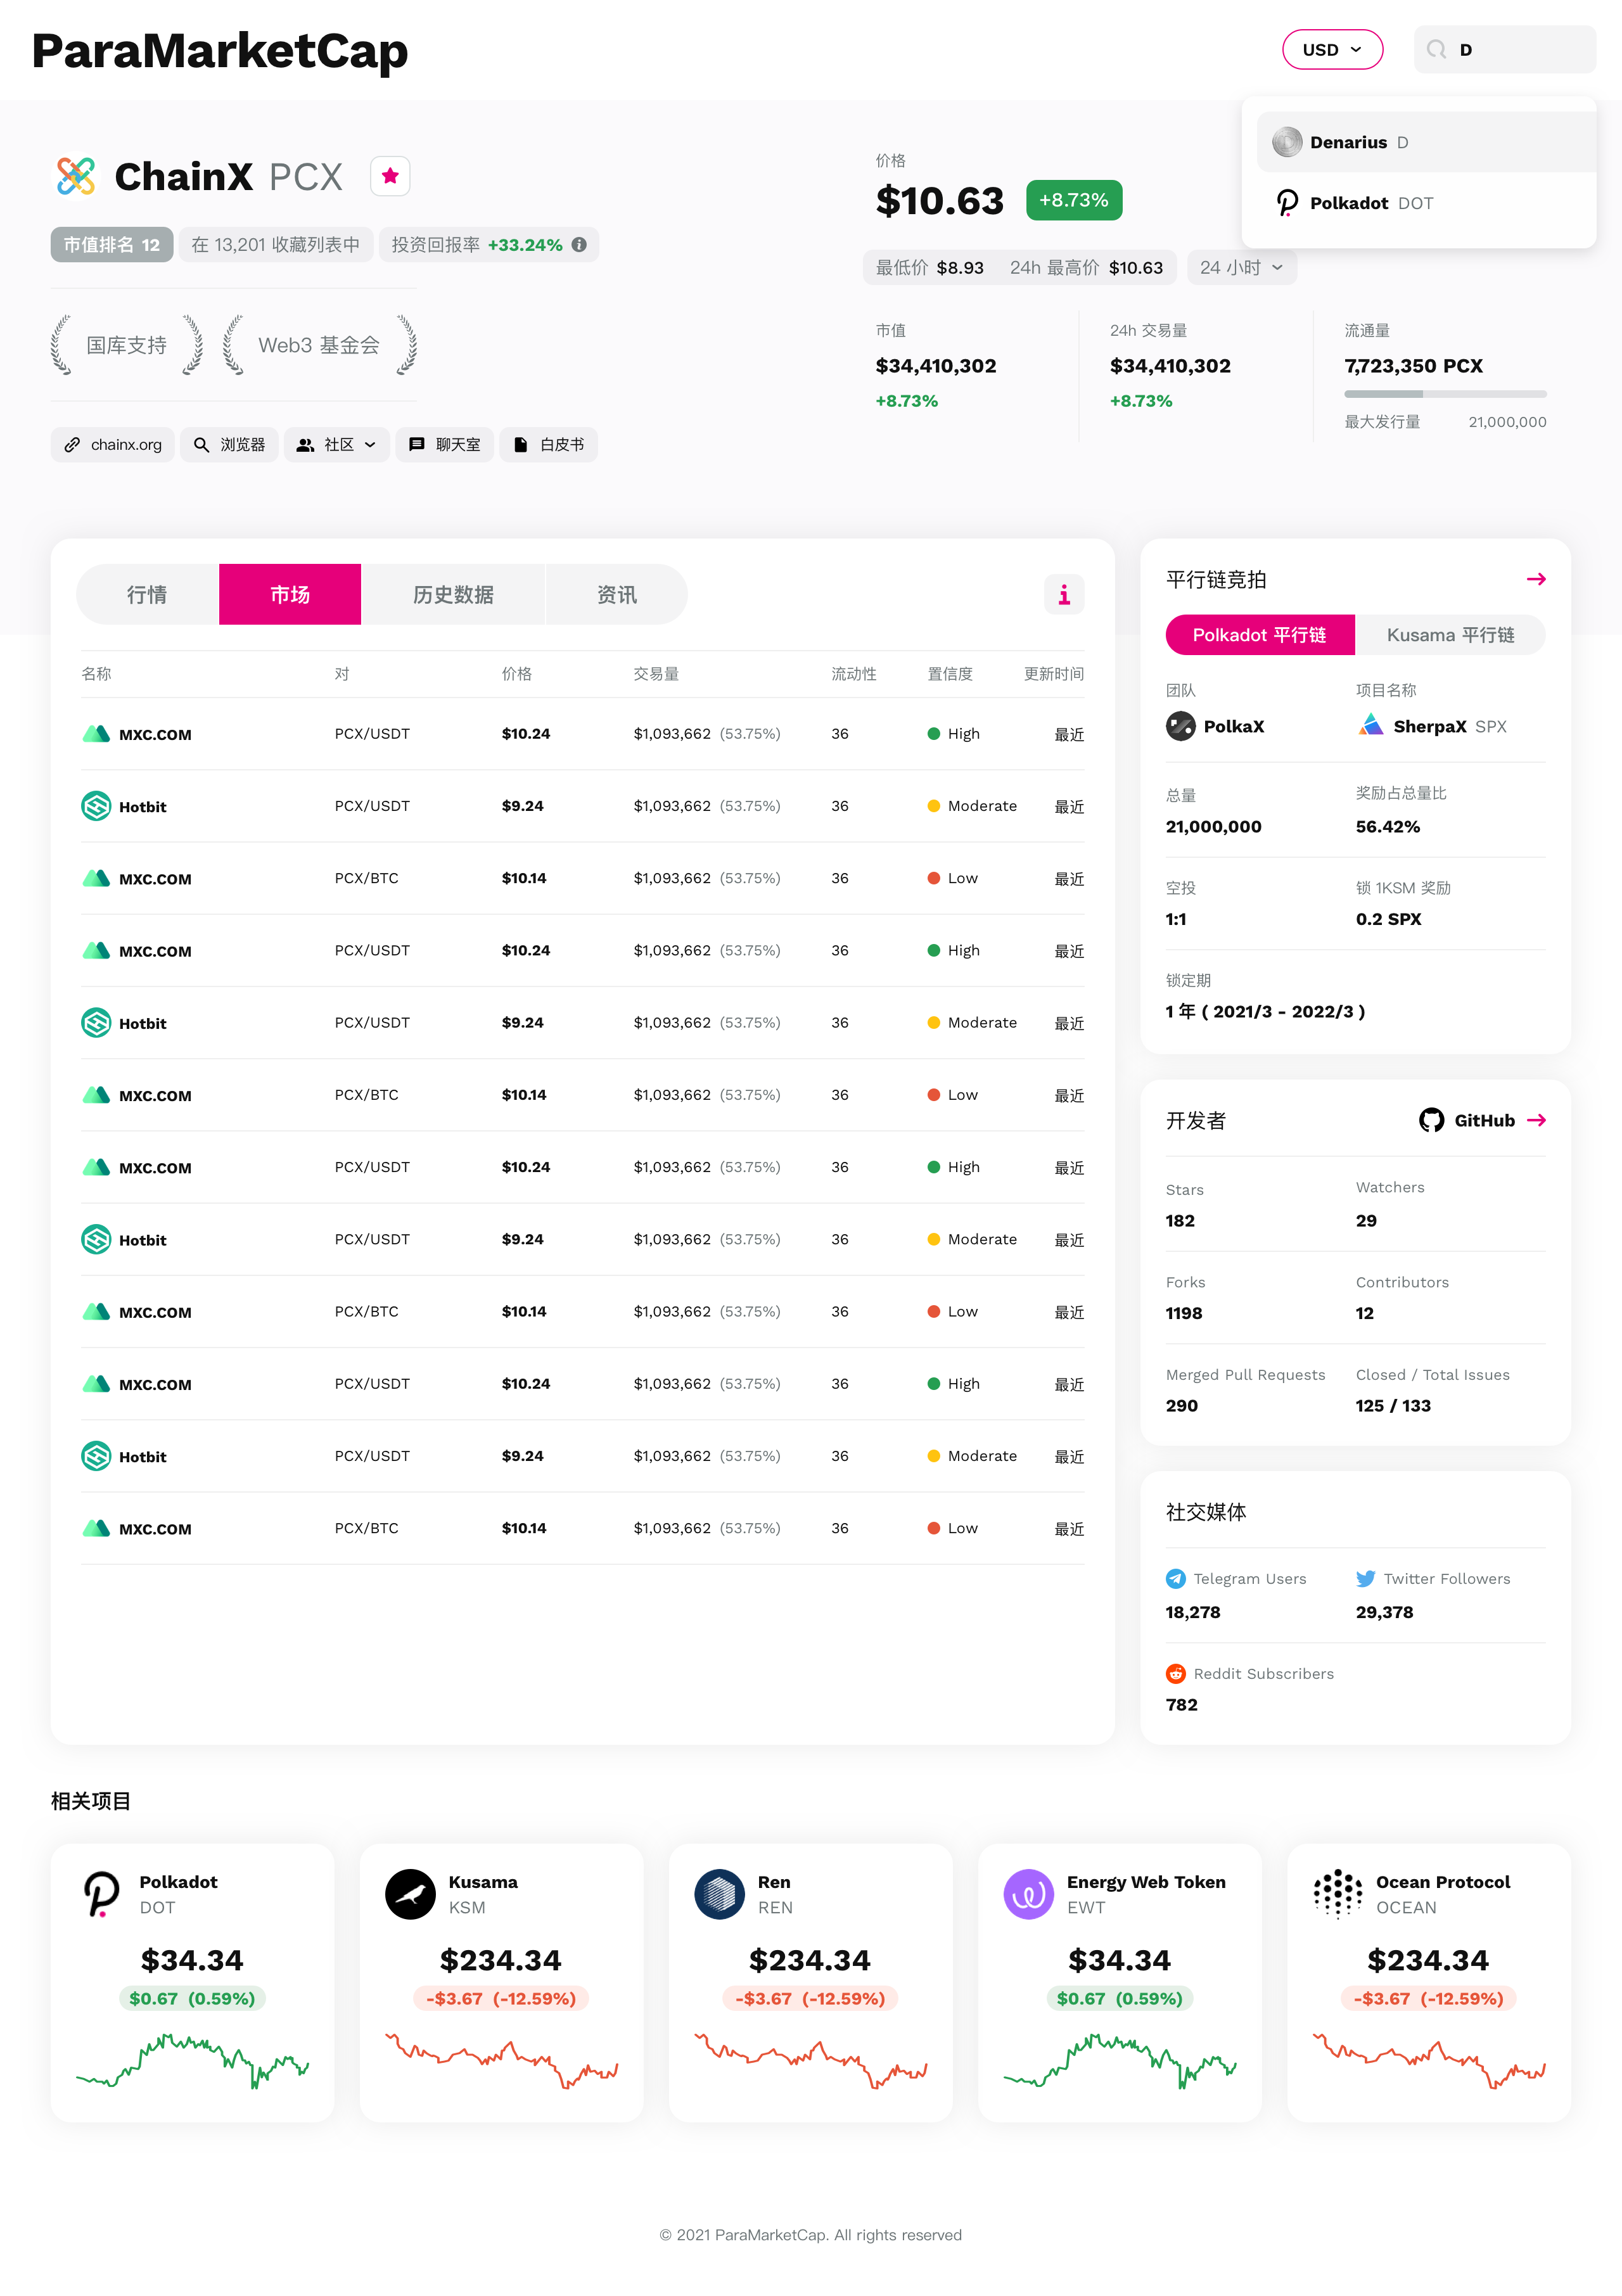 ParaMarketCap
USD
D
Denarius D
Polkadot DOT
ChainX PCX
市值排名 12
在 13,201 收藏列表中
投资回报率 +33.24%
国库支持
Web3 基金会
chainx.org
浏览器
社区
聊天室
白皮书
价格
$10.63 +8.73%
最低价 $8.93 24h 最高价 $10.63
24 小时
市值
$34,410,302
+8.73%
24h 交易量
$34,410,302
+8.73%
流通量
7,723,350 PCX
最大发行量 21,000,000
行情 市场 历史数据 资讯
名称 对 价格 交易量 流动性 置信度 更新时间
MXC.COM PCX/USDT $10.24 $1,093,662 (53.75%) 36 High 最近
Hotbit PCX/USDT $9.24 $1,093,662 (53.75%) 36 Moderate 最近
MXC.COM PCX/BTC $10.14 $1,093,662 (53.75%) 36 Low 最近
MXC.COM PCX/USDT $10.24 $1,093,662 (53.75%) 36 High 最近
Hotbit PCX/USDT $9.24 $1,093,662 (53.75%) 36 Moderate 最近
MXC.COM PCX/BTC $10.14 $1,093,662 (53.75%) 36 Low 最近
MXC.COM PCX/USDT $10.24 $1,093,662 (53.75%) 36 High 最近
Hotbit PCX/USDT $9.24 $1,093,662 (53.75%) 36 Moderate 最近
MXC.COM PCX/BTC $10.14 $1,093,662 (53.75%) 36 Low 最近
MXC.COM PCX/USDT $10.24 $1,093,662 (53.75%) 36 High 最近
Hotbit PCX/USDT $9.24 $1,093,662 (53.75%) 36 Moderate 最近
MXC.COM PCX/BTC $10.14 $1,093,662 (53.75%) 36 Low 最近
平行链竞拍
Polkadot 平行链 Kusama 平行链
团队 项目名称
PolkaX SherpaX SPX
总量 奖励占总量比
21,000,000 56.42%
空投 锁 1KSM 奖励
1:1 0.2 SPX
锁定期
1 年 ( 2021/3 - 2022/3 )
开发者 GitHub
Stars Watchers
182 29
Forks Contributors
1198 12
Merged Pull Requests Closed / Total Issues
290 125 / 133
社交媒体
Telegram Users Twitter Followers
18,278 29,378
Reddit Subscribers
782
相关项目
Polkadot
DOT
$34.34
$0.67 (0.59%)
Kusama
KSM
$234.34
-$3.67 (-12.59%)
Ren
REN
$234.34
-$3.67 (-12.59%)
Energy Web Token
EWT
$34.34
$0.67 (0.59%)
Ocean Protocol
OCEAN
$234.34
-$3.67 (-12.59%)
© 2021 ParaMarketCap. All rights reserved